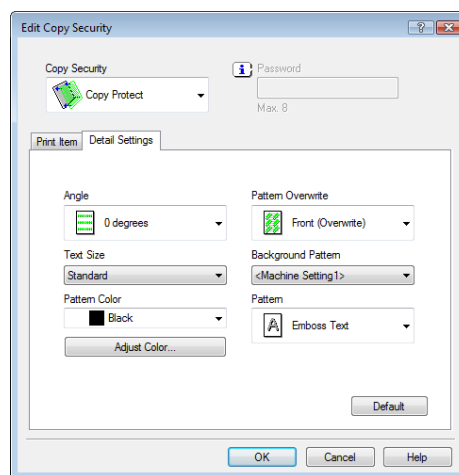 Edit Copy Security
Copy Security
Password
Copy Protect
Max. 8
Print Item
Detail Settings
Angle
Pattern Overwrite
0 degrees
Front (Overwrite)
Text Size
Background Pattern
Standard
<Machine Setting1>
Pattern Color
Pattern
Black
Emboss Text
Adjust Color...
Default
OK
Cancel
Help